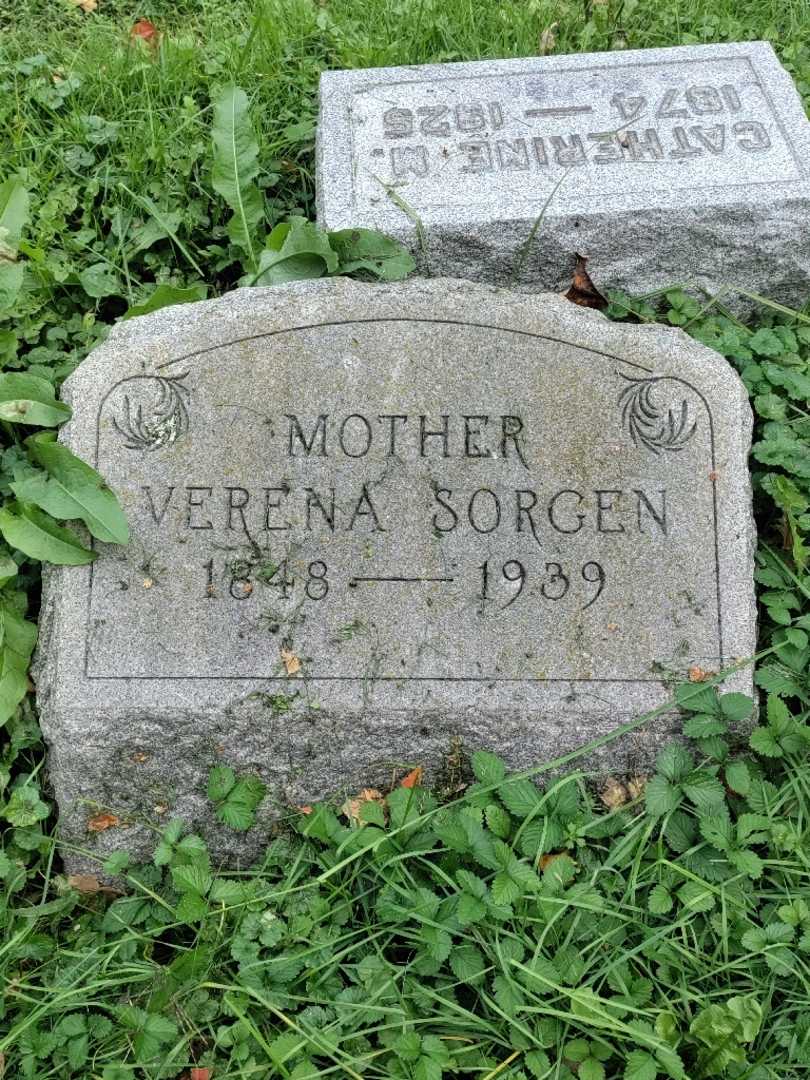 MOTHER
VERENA SORGEN
1848 — 1939
CATHERINE M.
1874 — 1925